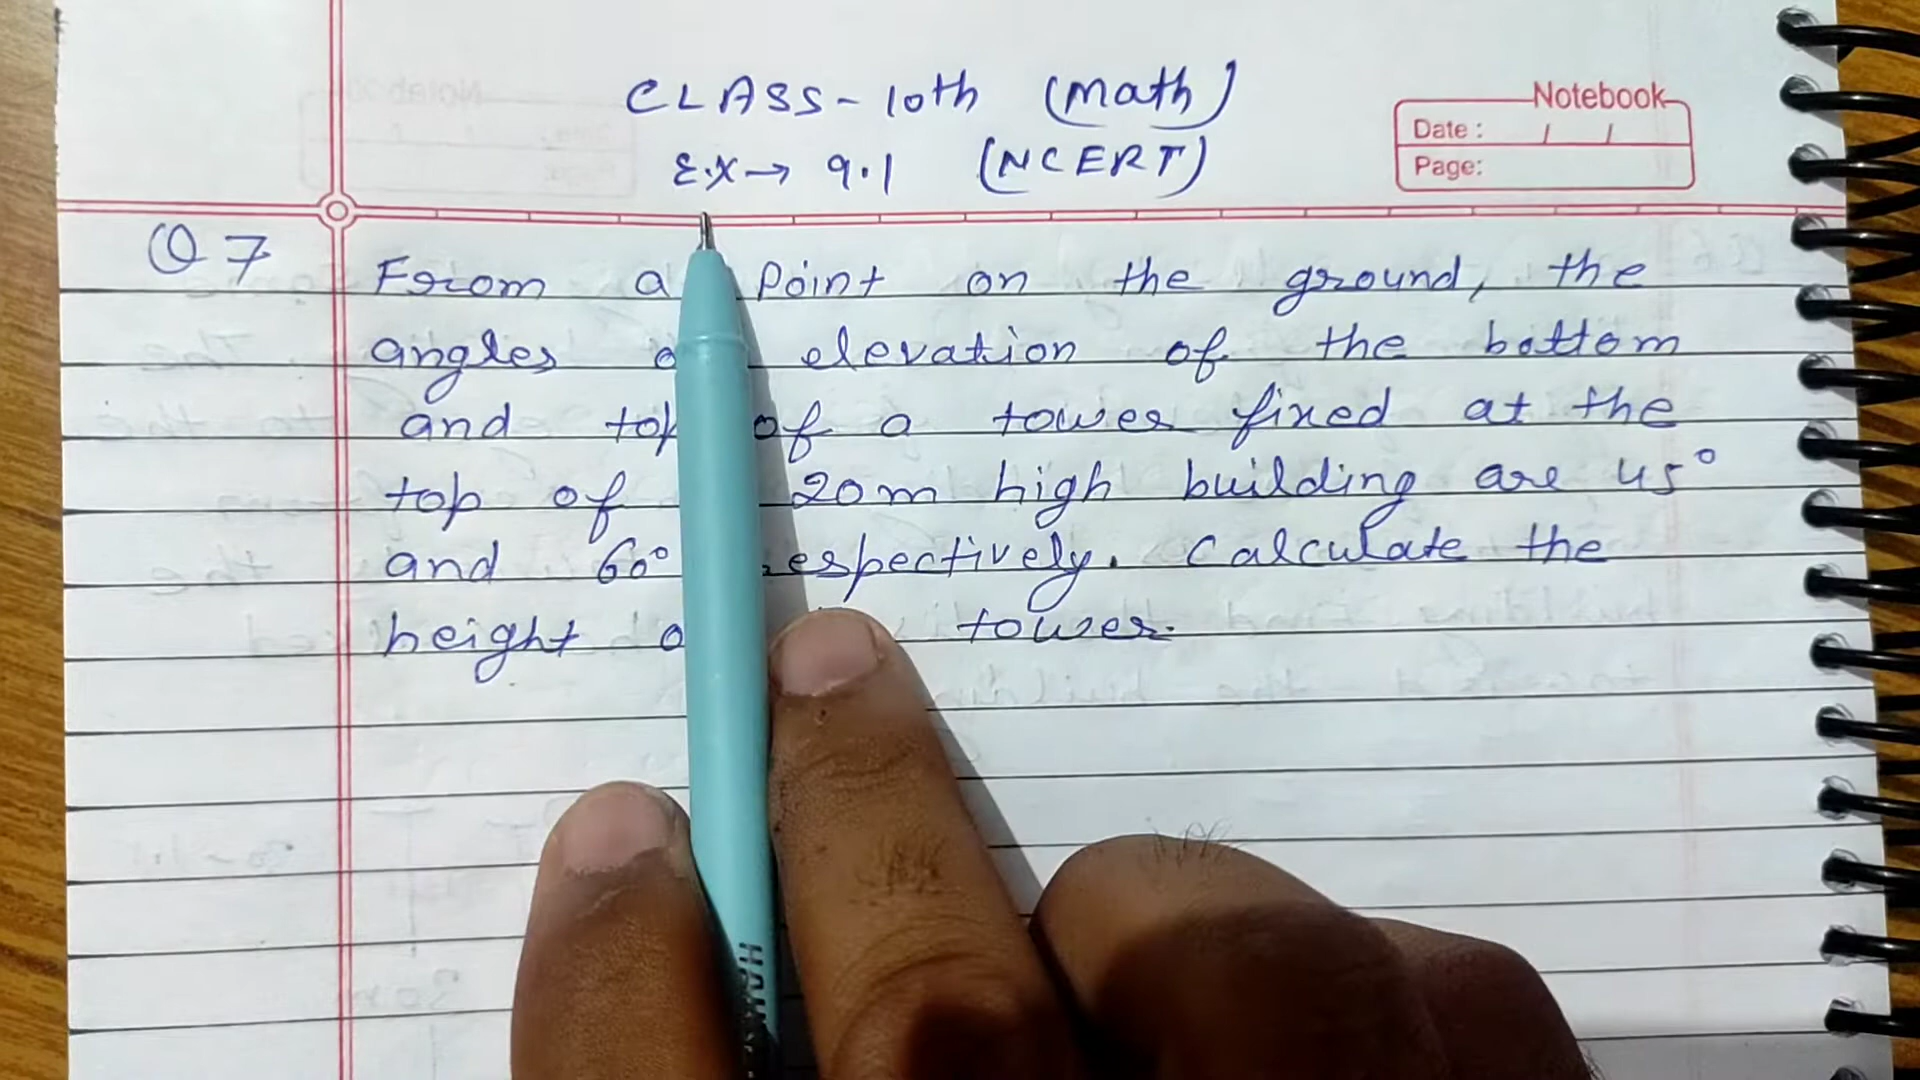 CLASS - 10th (Math)
Notebook
Ex → 9.1 (NCERT)
Date : / /
Page:
Q 7
From a point on the ground, the
angles elevation of the bottom
and top of a tower fixed at the
top of 20m high building are 45°
and 60° respectively. Calculate the
height tower.